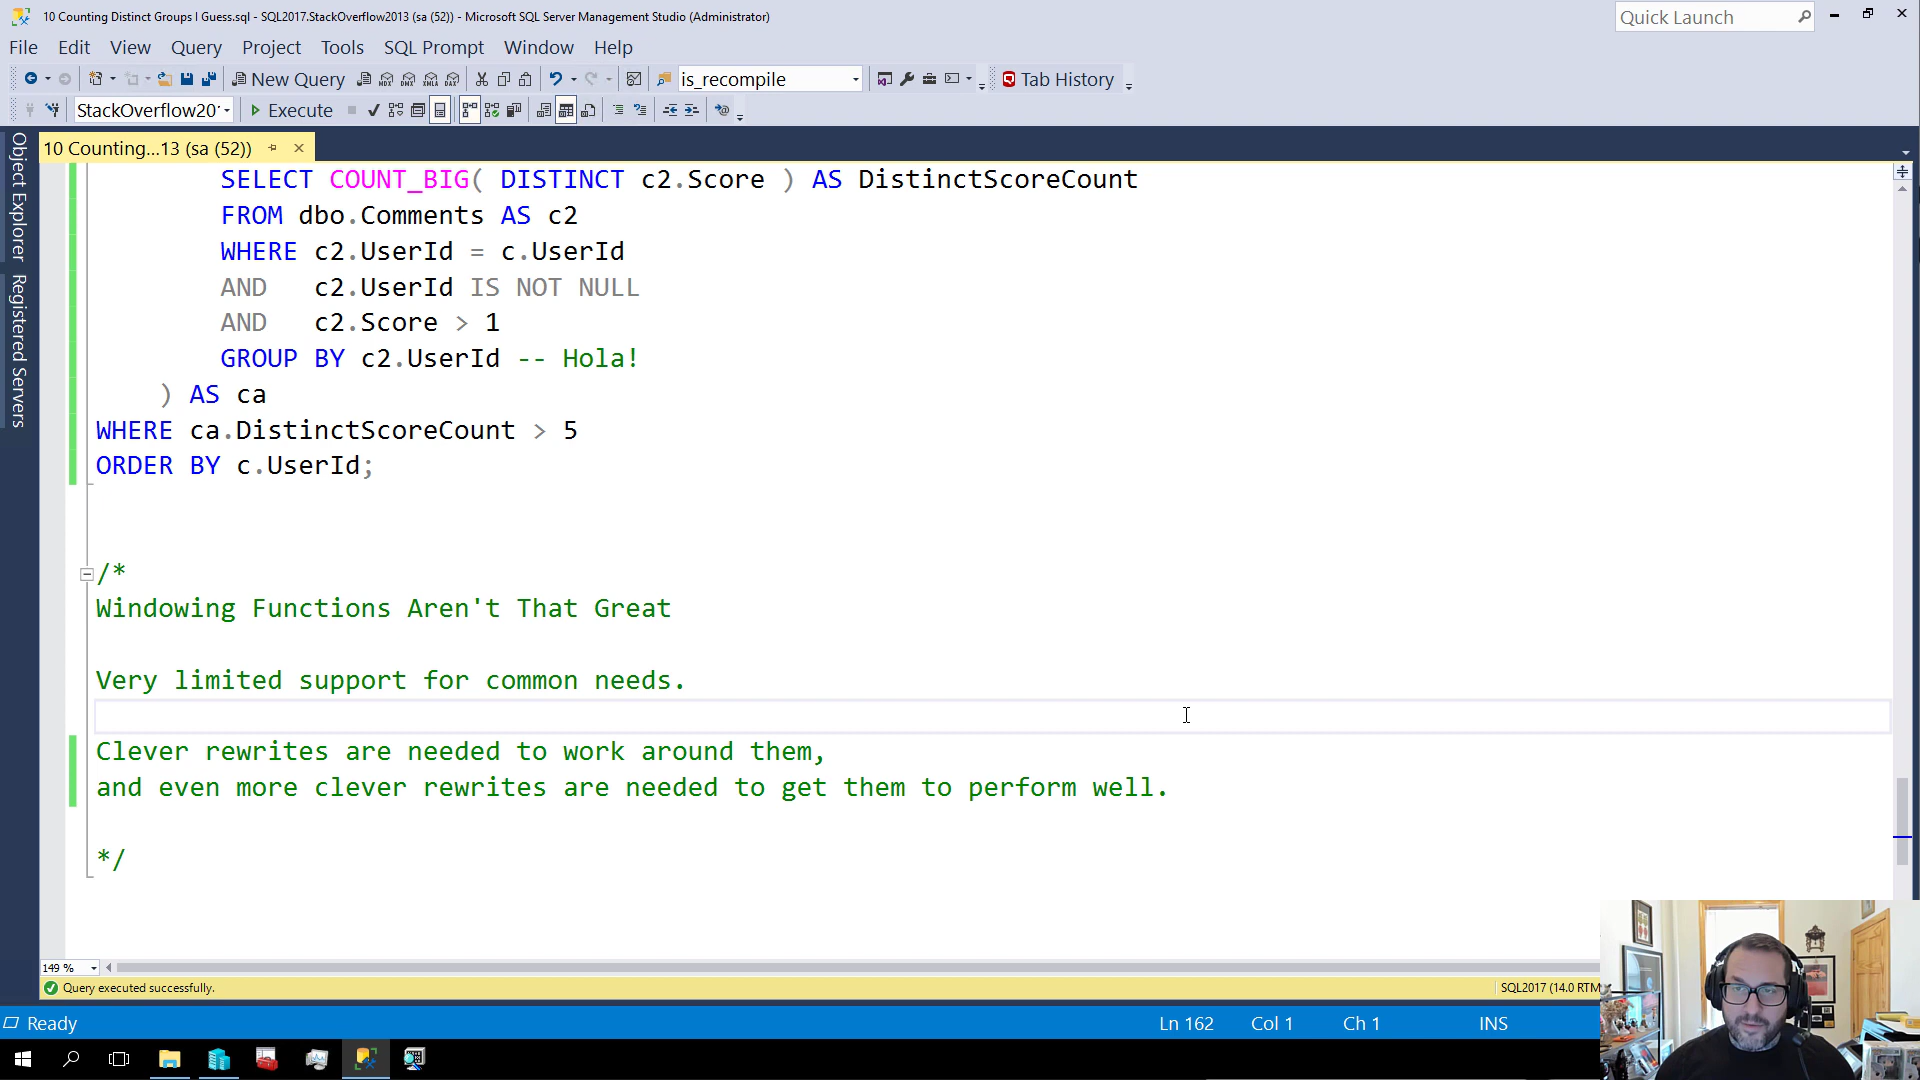 10 Counting Distinct Groups I Guess.sql - SQL2017.StackOverflow2013 (sa (52)) - Microsoft SQL Server Management Studio (Administrator)
Quick Launch
File Edit View Query Project Tools SQL Prompt Window Help
New Query
is_recompile
Tab History
StackOverflow20
Execute
10 Counting...13 (sa (52))
Object Explorer
Registered Servers
SELECT COUNT_BIG( DISTINCT c2.Score ) AS DistinctScoreCount
FROM dbo.Comments AS c2
WHERE c2.UserId = c.UserId
AND c2.UserId IS NOT NULL
AND c2.Score > 1
GROUP BY c2.UserId -- Hola!
) AS ca
WHERE ca.DistinctScoreCount > 5
ORDER BY c.UserId;
/*
Windowing Functions Aren't That Great
Very limited support for common needs.
Clever rewrites are needed to work around them,
and even more clever rewrites are needed to get them to perform well.
*/
149 %
Query executed successfully.
SQL2017 (14.0 RTM
Ready
Ln 162 Col 1 Ch 1 INS